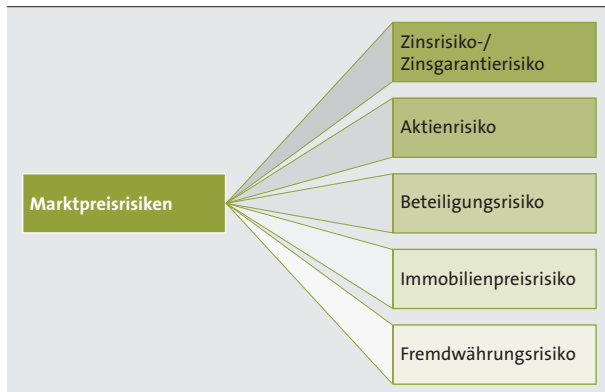 Zinsrisiko-/
Zinsgarantierisiko
Aktienrisiko
Marktpreisrisiken
Beteiligungsrisiko
Immobilienpreisrisiko
Fremdwährungsrisiko